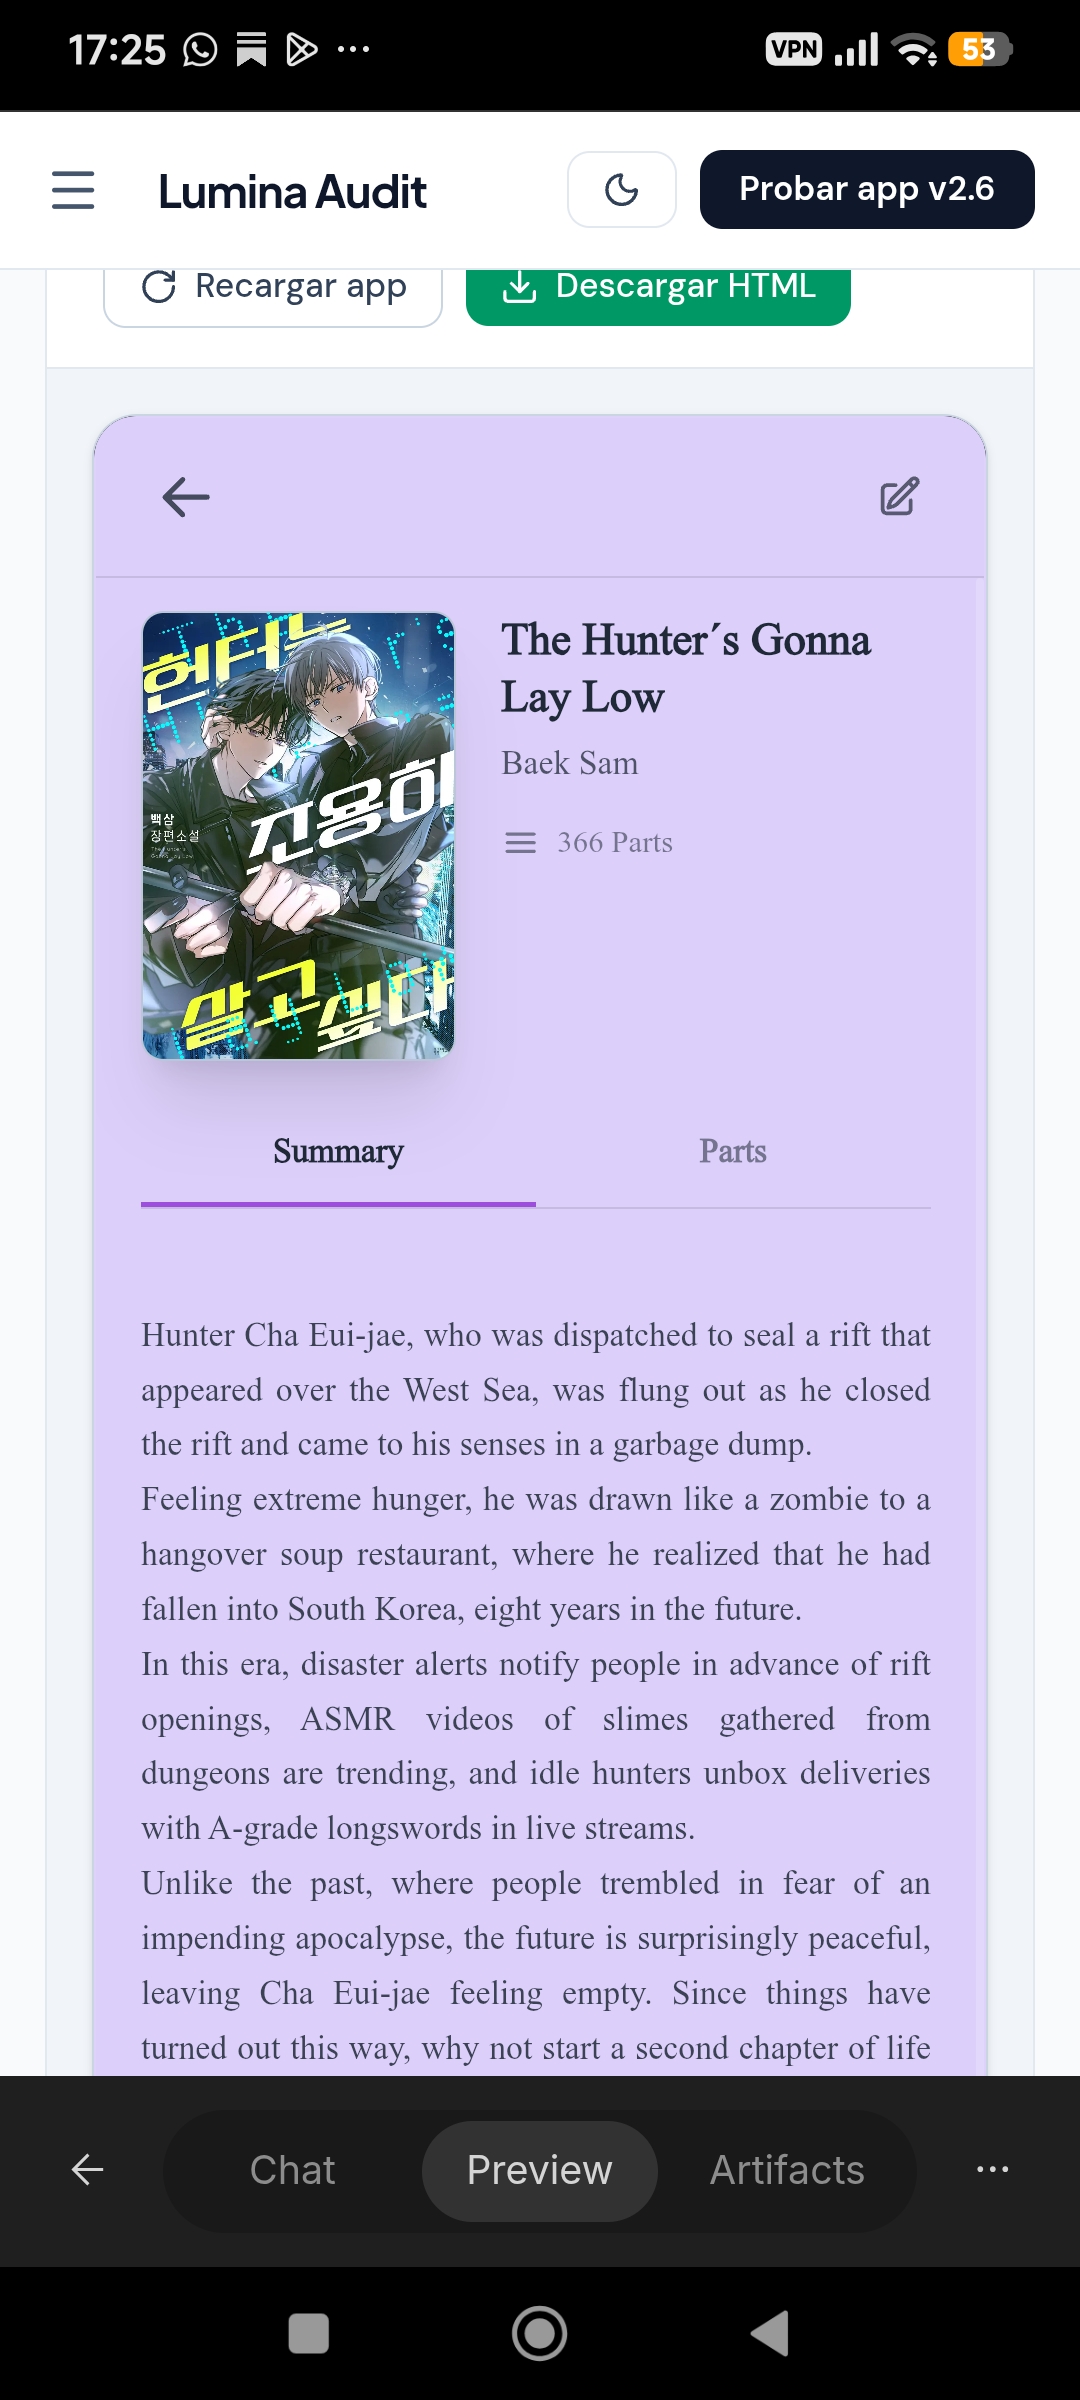 17:25
VPN
53
Lumina Audit
Probar app v2.6
Recargar app
Descargar HTML
헌터는
조용히
살고 싶다
백삼
장편소설
The Hunter´s Gonna
Lay Low
Baek Sam
366 Parts
Summary
Parts
Hunter Cha Eui-jae, who was dispatched to seal a rift that
appeared over the West Sea, was flung out as he closed
the rift and came to his senses in a garbage dump.
Feeling extreme hunger, he was drawn like a zombie to a
hangover soup restaurant, where he realized that he had
fallen into South Korea, eight years in the future.
In this era, disaster alerts notify people in advance of rift
openings, ASMR videos of slimes gathered from
dungeons are trending, and idle hunters unbox deliveries
with A-grade longswords in live streams.
Unlike the past, where people trembled in fear of an
impending apocalypse, the future is surprisingly peaceful,
leaving Cha Eui-jae feeling empty. Since things have
turned out this way, why not start a second chapter of life
Chat
Preview
Artifacts